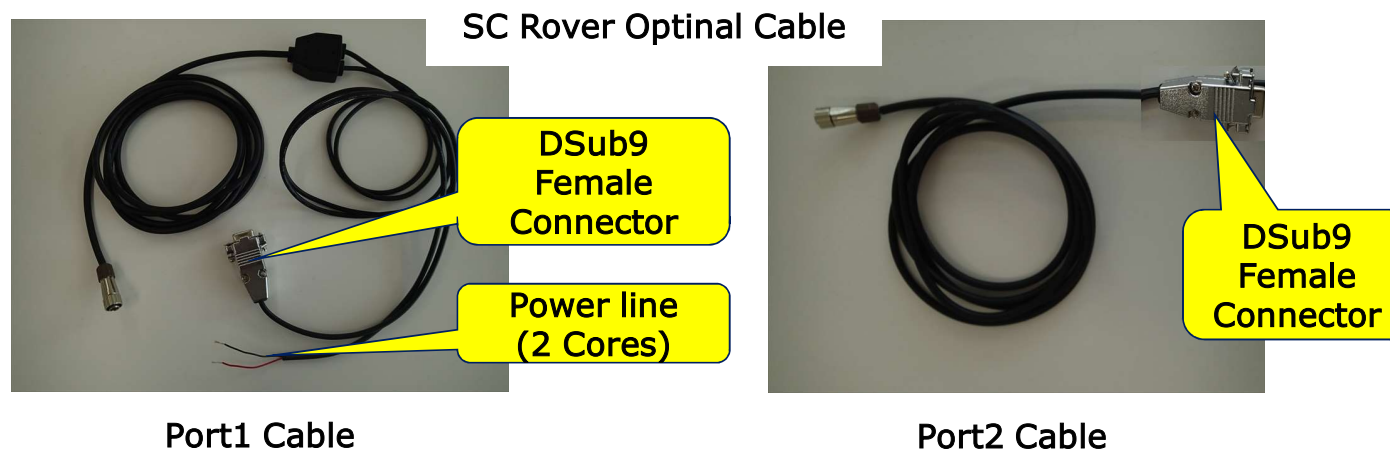 SC Rover Optinal Cable
DSub9
Female
Connector
Power line
(2 Cores)
DSub9
Female
Connector
Port1 Cable
Port2 Cable